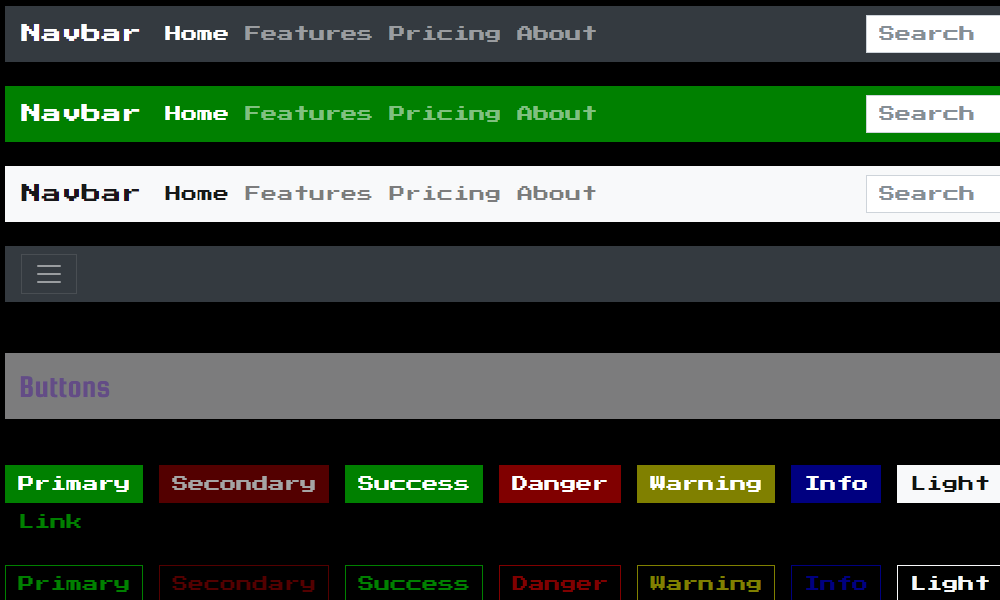 Navbar Home Features Pricing About Search
Navbar Home Features Pricing About Search
Navbar Home Features Pricing About Search
Buttons
Primary Secondary Success Danger Warning Info Light
Link
Primary Secondary Success Danger Warning Info Light